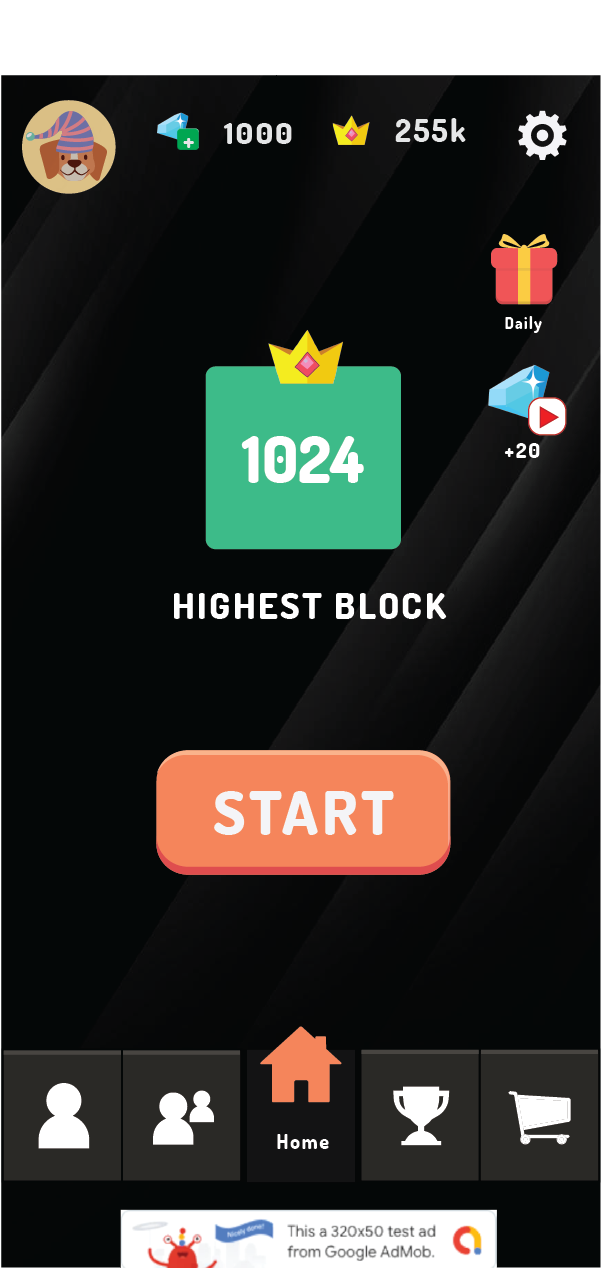 1000
255k
Daily
+20
1024
HIGHEST BLOCK
START
Home
Nicely done!
This a 320x50 test ad
from Google AdMob.